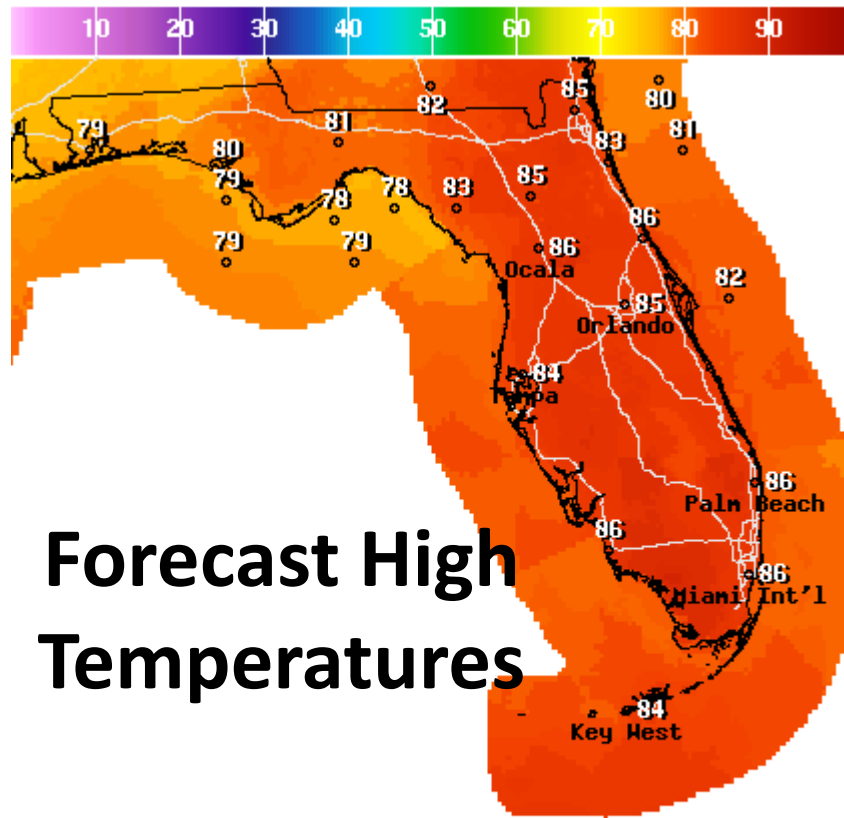 10 20 30 40 50 60 70 80 90
80
85
82
81
83
81
79
80
85
79
78
78
83
86
86
Ocala
79
79
82
85
Orlando
84
Tampa
86
Palm Beach
86
Forecast High
86
Miami Int'l
Temperatures
84
Key West